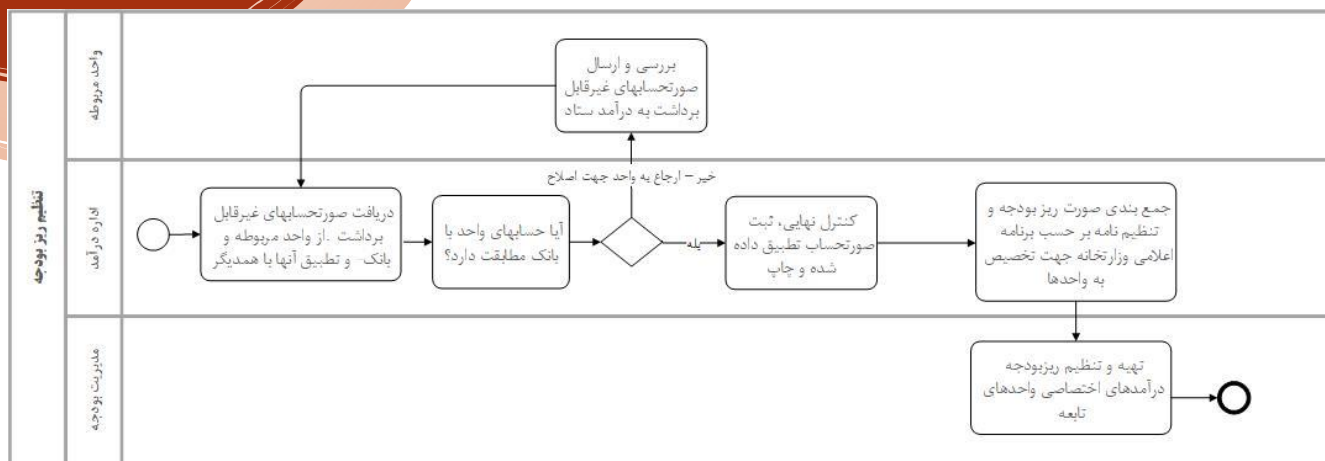 تنظیم ریز بودجه
واحد مربوطه
بررسی و ارسال
صورتحسابهای غیرقابل
برداشت به درآمد ستاد
اداره درآمد
دریافت صورتحسابهای غیرقابل
برداشت .از واحد مربوطه و
بانک– و تطبیق آنها با همدیگر
آیا حسابهای واحد با
بانک مطابقت دارد؟
خیر – ارجاع به واحد جهت اصلاح
بله
کنترل نهایی، ثبت
صورتحساب تطبیق داده
شده و چاپ
جمع بندی صورت ریز بودجه و
تنظیم نامه بر حسب برنامه
اعلامی وزارتخانه جهت تخصیص
به واحدها
مدیریت بودجه
تهیه و تنظیم ریزبودجه
درآمدهای اختصاصی واحدهای
تابعه